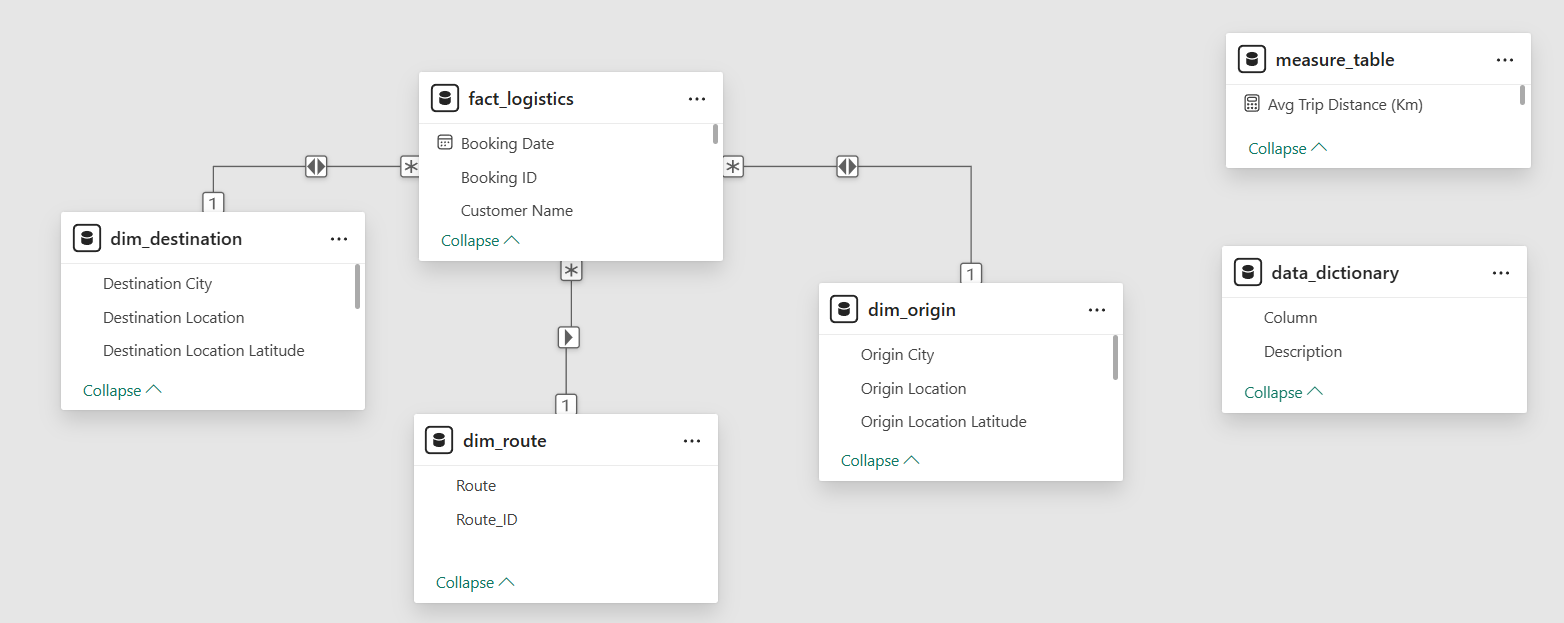 measure_table
Avg Trip Distance (Km)
Collapse
fact_logistics
Booking Date
Booking ID
Customer Name
Collapse
*
*
*
1
1
1
dim_destination
Destination City
Destination Location
Destination Location Latitude
Collapse
data_dictionary
Column
Description
Collapse
dim_origin
Origin City
Origin Location
Origin Location Latitude
Collapse
dim_route
Route
Route_ID
Collapse